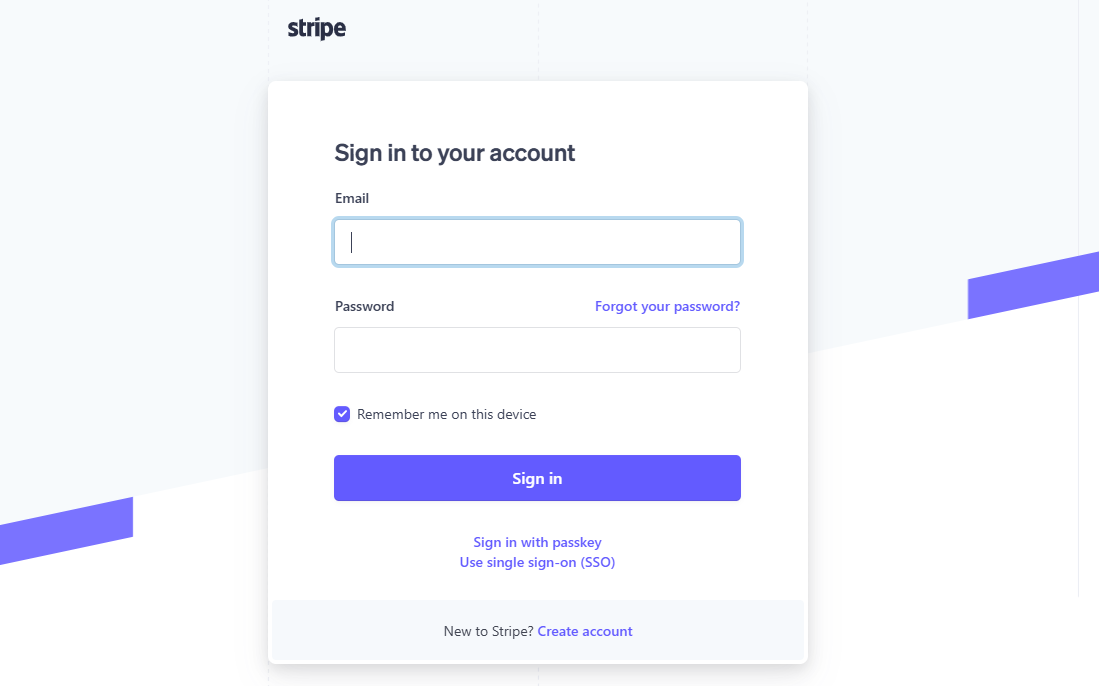 stripe
Sign in to your account
Email
Password
Forgot your password?
Remember me on this device
Sign in
Sign in with passkey
Use single sign-on (SSO)
New to Stripe? Create account